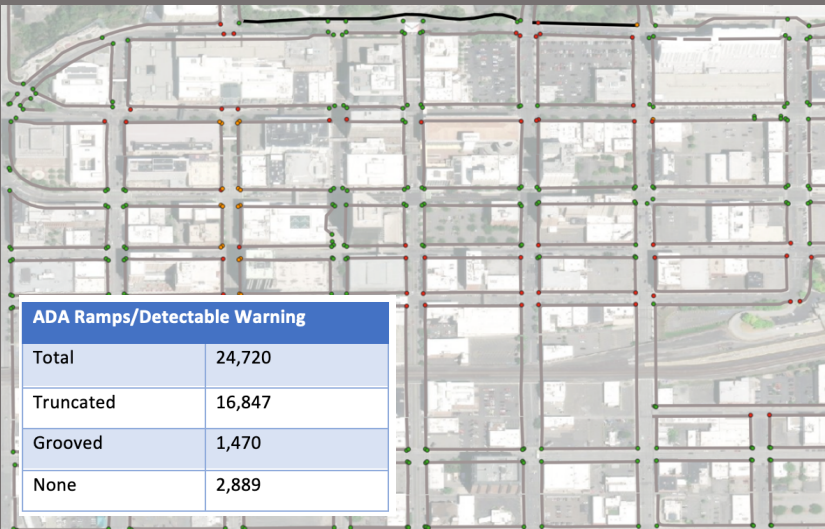 ADA Ramps/Detectable Warning
Total 24,720
Truncated 16,847
Grooved 1,470
None 2,889